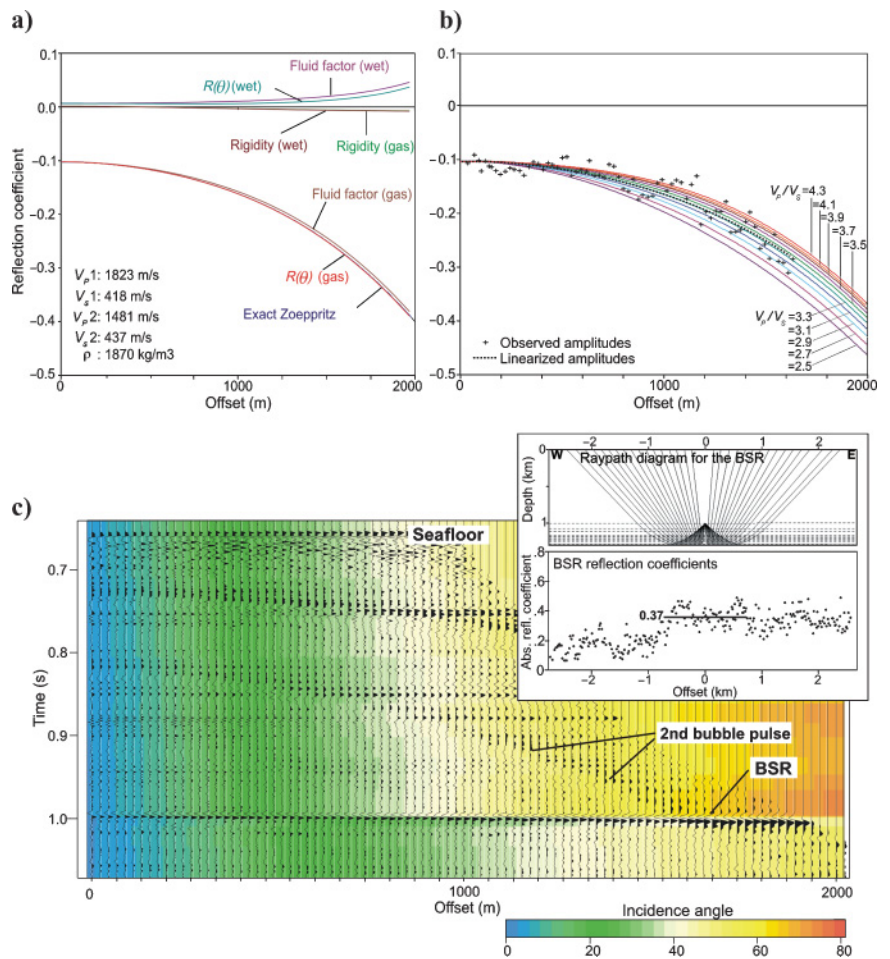 a)
0.1
0.0
–0.1
–0.2
–0.3
–0.4
–0.5
Reflection coefficient
Fluid factor (wet)
R(θ) (wet)
Rigidity (wet)
Rigidity (gas)
Fluid factor (gas)
R(θ) (gas)
Exact Zoeppritz
VP1: 1823 m/s
Vs1: 418 m/s
VP2: 1481 m/s
Vs2: 437 m/s
ρ : 1870 kg/m3
0
1000
2000
Offset (m)
b)
0.1
0
–0.1
–0.2
–0.3
–0.4
–0.5
VP/VS=4.3
=4.1
=3.9
=3.7
=3.5
VP/VS=3.3
=3.1
=2.9
=2.7
=2.5
+ Observed amplitudes
Linearized amplitudes
0
1000
2000
Offset (m)
c)
Seafloor
0.7
0.8
0.9
1.0
Time (s)
2nd bubble pulse
BSR
0
1000
2000
Offset (m)
–2 –1 0 1 2
0
W Raypath diagram for the BSR E
1
Depth (km)
.8
.6
.4
.2
0
Abs. refl. coefficient
BSR reflection coefficients
0.37
–2 –1 0 1 2
Offset (km)
Incidence angle
0 20 40 60 80